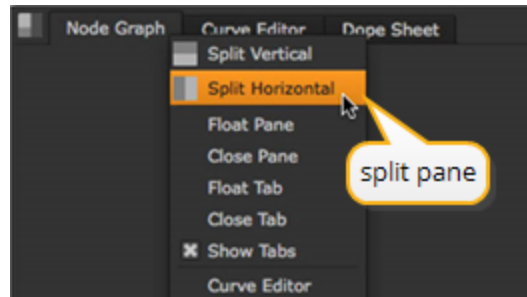 Node Graph Curve Editor Dope Sheet
Split Vertical
Split Horizontal
Float Pane
Close Pane
split pane
Float Tab
Close Tab
Show Tabs
Curve Editor